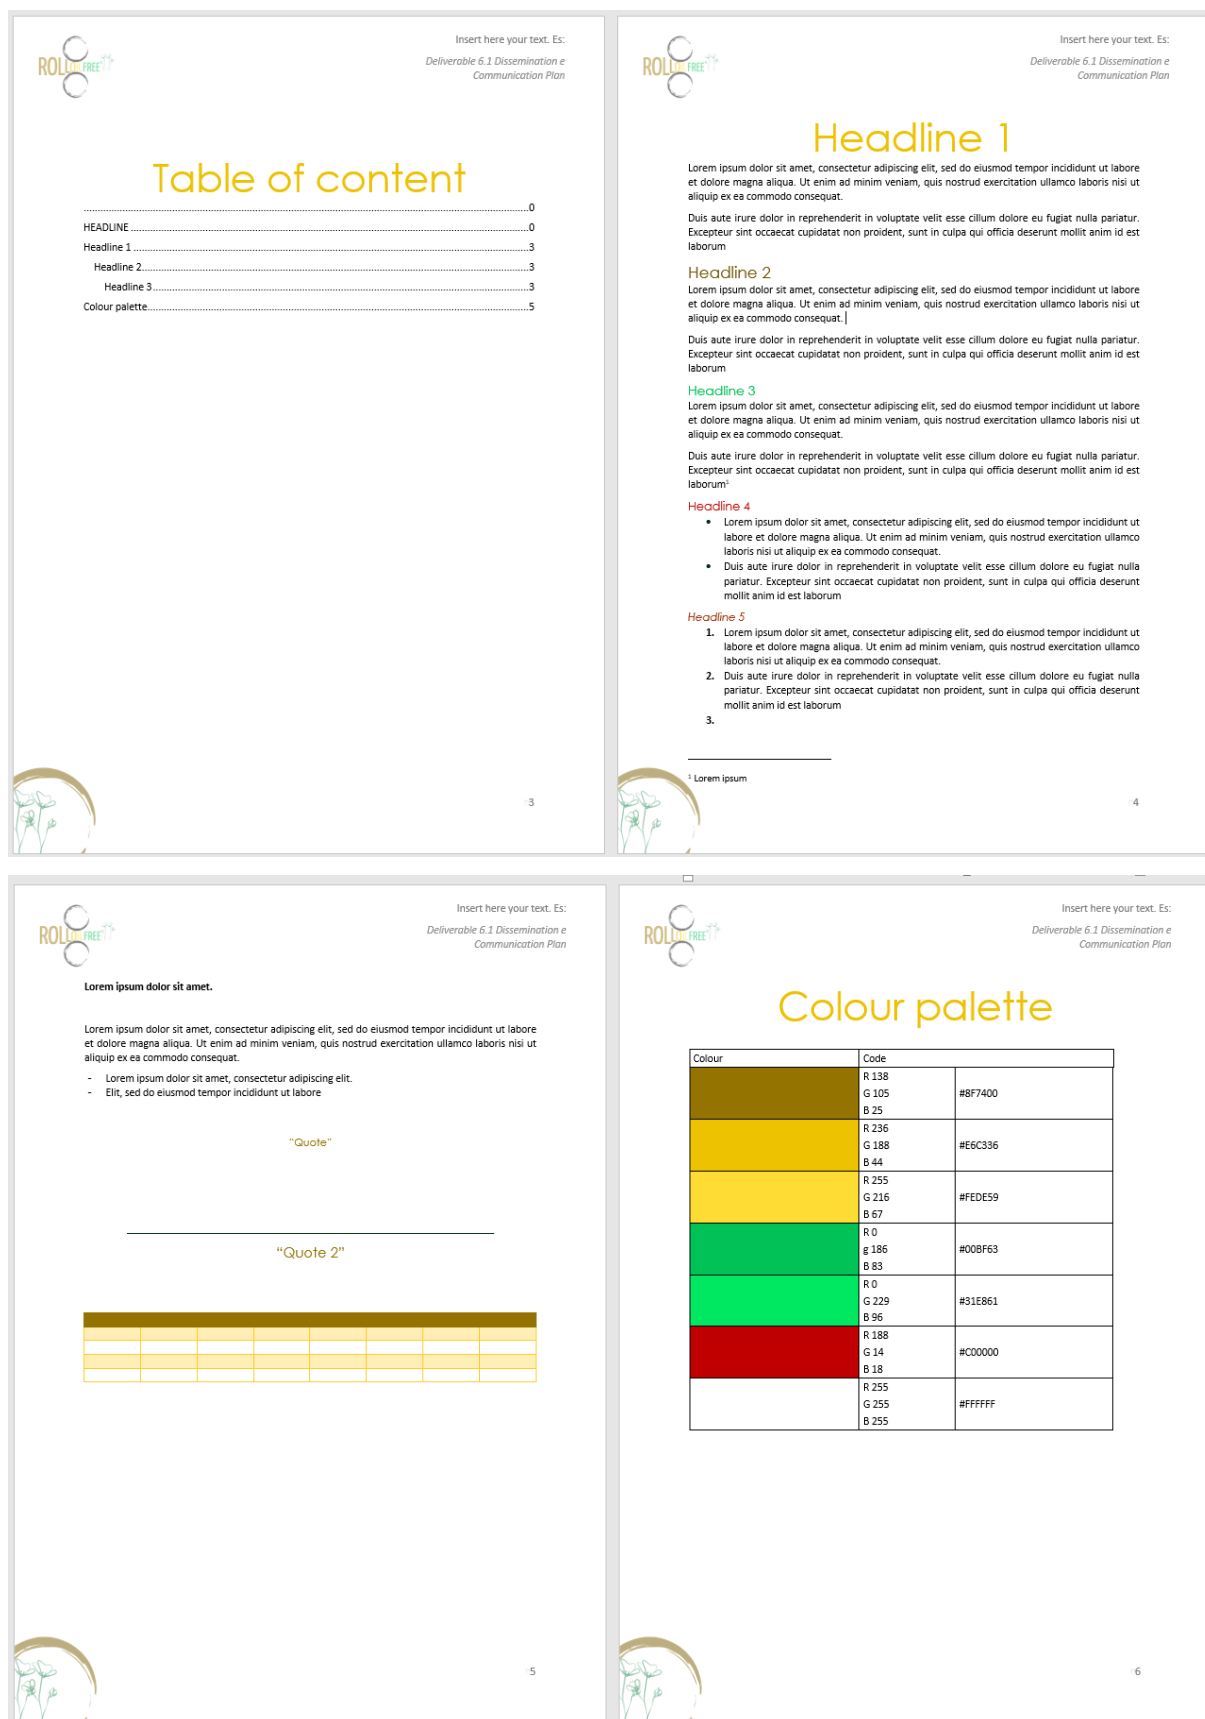 ROLL FREE
Insert here your text. Es:
Deliverable 6.1 Dissemination e
Communication Plan
Table of content
0
HEADLINE 0
Headline 1 3
Headline 2 3
Headline 3 3
Colour palette 5
3
ROLL FREE
Insert here your text. Es:
Deliverable 6.1 Dissemination e
Communication Plan
Headline 1
Lorem ipsum dolor sit amet, consectetur adipiscing elit, sed do eiusmod tempor incididunt ut labore
et dolore magna aliqua. Ut enim ad minim veniam, quis nostrud exercitation ullamco laboris nisi ut
aliquip ex ea commodo consequat.
Duis aute irure dolor in reprehenderit in voluptate velit esse cillum dolore eu fugiat nulla pariatur.
Excepteur sint occaecat cupidatat non proident, sunt in culpa qui officia deserunt mollit anim id est
laborum
Headline 2
Lorem ipsum dolor sit amet, consectetur adipiscing elit, sed do eiusmod tempor incididunt ut labore
et dolore magna aliqua. Ut enim ad minim veniam, quis nostrud exercitation ullamco laboris nisi ut
aliquip ex ea commodo consequat.
Duis aute irure dolor in reprehenderit in voluptate velit esse cillum dolore eu fugiat nulla pariatur.
Excepteur sint occaecat cupidatat non proident, sunt in culpa qui officia deserunt mollit anim id est
laborum
Headline 3
Lorem ipsum dolor sit amet, consectetur adipiscing elit, sed do eiusmod tempor incididunt ut labore
et dolore magna aliqua. Ut enim ad minim veniam, quis nostrud exercitation ullamco laboris nisi ut
aliquip ex ea commodo consequat.
Duis aute irure dolor in reprehenderit in voluptate velit esse cillum dolore eu fugiat nulla pariatur.
Excepteur sint occaecat cupidatat non proident, sunt in culpa qui officia deserunt mollit anim id est
laborum¹
Headline 4
• Lorem ipsum dolor sit amet, consectetur adipiscing elit, sed do eiusmod tempor incididunt ut
labore et dolore magna aliqua. Ut enim ad minim veniam, quis nostrud exercitation ullamco
laboris nisi ut aliquip ex ea commodo consequat.
• Duis aute irure dolor in reprehenderit in voluptate velit esse cillum dolore eu fugiat nulla
pariatur. Excepteur sint occaecat cupidatat non proident, sunt in culpa qui officia deserunt
mollit anim id est laborum
Headline 5
1. Lorem ipsum dolor sit amet, consectetur adipiscing elit, sed do eiusmod tempor incididunt ut
labore et dolore magna aliqua. Ut enim ad minim veniam, quis nostrud exercitation ullamco
laboris nisi ut aliquip ex ea commodo consequat.
2. Duis aute irure dolor in reprehenderit in voluptate velit esse cillum dolore eu fugiat nulla
pariatur. Excepteur sint occaecat cupidatat non proident, sunt in culpa qui officia deserunt
mollit anim id est laborum
3.
¹ Lorem ipsum
4
ROLL FREE
Insert here your text. Es:
Deliverable 6.1 Dissemination e
Communication Plan
Lorem ipsum dolor sit amet.
Lorem ipsum dolor sit amet, consectetur adipiscing elit, sed do eiusmod tempor incididunt ut labore
et dolore magna aliqua. Ut enim ad minim veniam, quis nostrud exercitation ullamco laboris nisi ut
aliquip ex ea commodo consequat.
- Lorem ipsum dolor sit amet, consectetur adipiscing elit.
- Elit, sed do eiusmod tempor incididunt ut labore
"Quote"
“Quote 2”
5
ROLL FREE
Insert here your text. Es:
Deliverable 6.1 Dissemination e
Communication Plan
Colour palette
Colour Code
R 138
G 105
B 25
#8F7400
R 236
G 188
B 44
#E6C336
R 255
G 216
B 67
#FEDE59
R 0
g 186
B 83
#00BF63
R 0
G 229
B 96
#31E861
R 188
G 14
B 18
#C00000
R 255
G 255
B 255
#FFFFFF
6